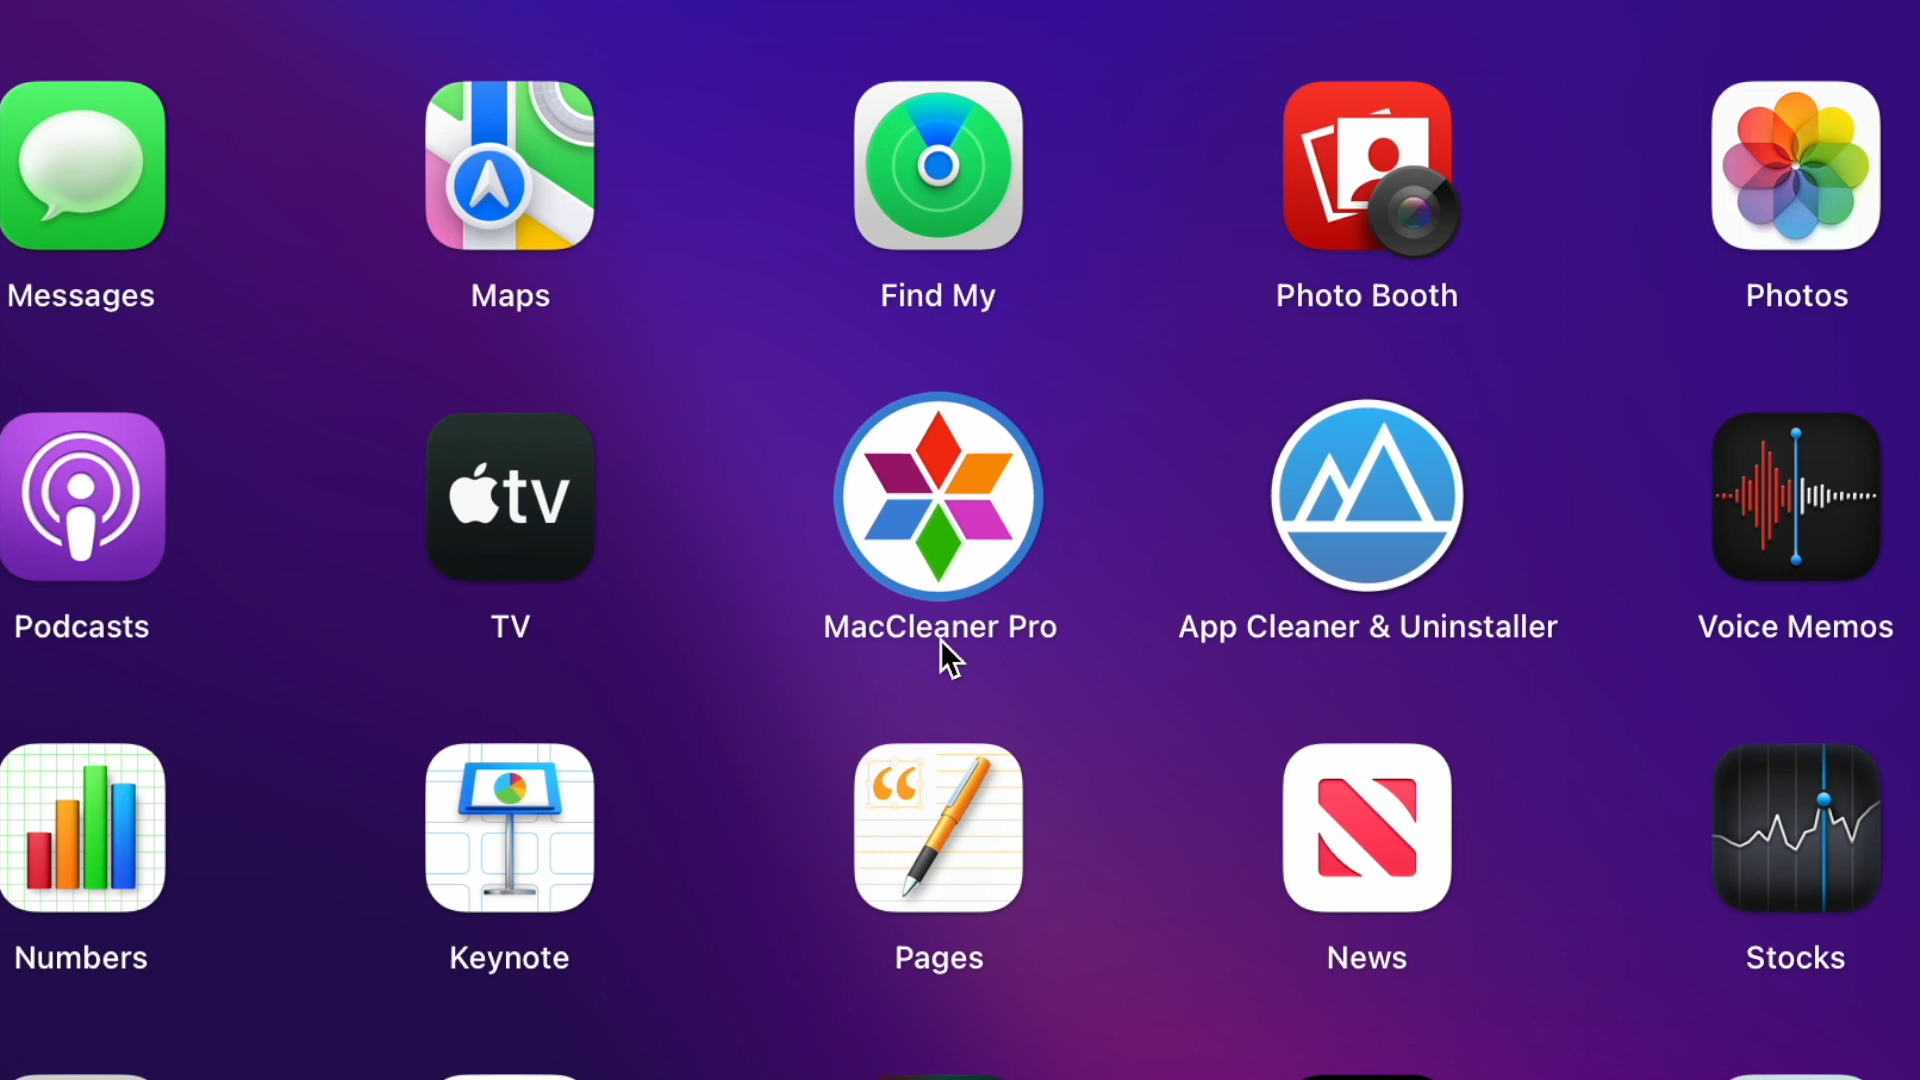 Messages
Maps
Find My
Photo Booth
Photos
tv
Podcasts
TV
MacCleaner Pro
App Cleaner & Uninstaller
Voice Memos
Numbers
Keynote
Pages
News
Stocks